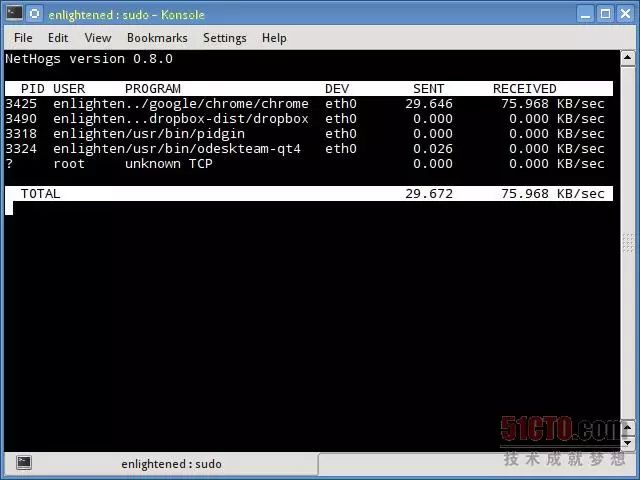 enlightened : sudo - Konsole
File Edit View Bookmarks Settings Help
NetHogs version 0.8.0
PID USER PROGRAM DEV SENT RECEIVED
3425 enlighten../google/chrome/chrome eth0 29.646 75.968 KB/sec
3490 enlighten...dropbox-dist/dropbox eth0 0.000 0.000 KB/sec
3318 enlighten/usr/bin/pidgin eth0 0.000 0.000 KB/sec
3324 enlighten/usr/bin/odeskteam-qt4 eth0 0.026 0.000 KB/sec
? root unknown TCP 0.000 0.000 KB/sec
TOTAL 29.672 75.968 KB/sec
51CTO.com
技术成就梦想
enlightened : sudo